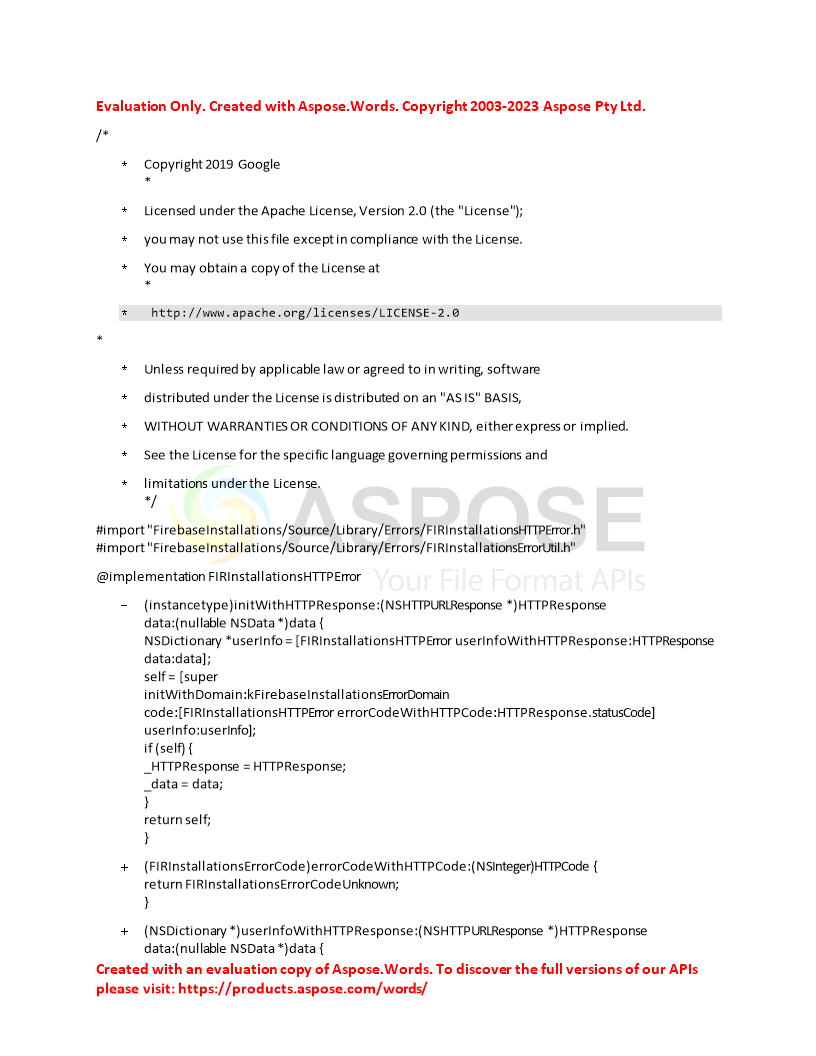 Evaluation Only. Created with Aspose.Words. Copyright 2003-2023 Aspose Pty Ltd.
/*
* Copyright 2019 Google
*
* Licensed under the Apache License, Version 2.0 (the "License");
* you may not use this file except in compliance with the License.
* You may obtain a copy of the License at
*
* http://www.apache.org/licenses/LICENSE-2.0
*
* Unless required by applicable law or agreed to in writing, software
* distributed under the License is distributed on an "AS IS" BASIS,
* WITHOUT WARRANTIES OR CONDITIONS OF ANY KIND, either express or implied.
* See the License for the specific language governing permissions and
* limitations under the License.
*/
ASPOSE
#import "FirebaseInstallations/Source/Library/Errors/FIRInstallationsHTTPError.h"
#import "FirebaseInstallations/Source/Library/Errors/FIRInstallationsErrorUtil.h"
@implementation FIRInstallationsHTTPError
Your File Format APIs
− (instancetype)initWithHTTPResponse:(NSHTTPURLResponse *)HTTPResponse
data:(nullable NSData *)data {
NSDictionary *userInfo = [FIRInstallationsHTTPError userInfoWithHTTPResponse:HTTPResponse
data:data];
self = [super
initWithDomain:kFirebaseInstallationsErrorDomain
code:[FIRInstallationsHTTPError errorCodeWithHTTPCode:HTTPResponse.statusCode]
userInfo:userInfo];
if (self) {
_HTTPResponse = HTTPResponse;
_data = data;
}
return self;
}
+ (FIRInstallationsErrorCode)errorCodeWithHTTPCode:(NSInteger)HTTPCode {
return FIRInstallationsErrorCodeUnknown;
}
+ (NSDictionary *)userInfoWithHTTPResponse:(NSHTTPURLResponse *)HTTPResponse
data:(nullable NSData *)data {
Created with an evaluation copy of Aspose.Words. To discover the full versions of our APIs
please visit: https://products.aspose.com/words/